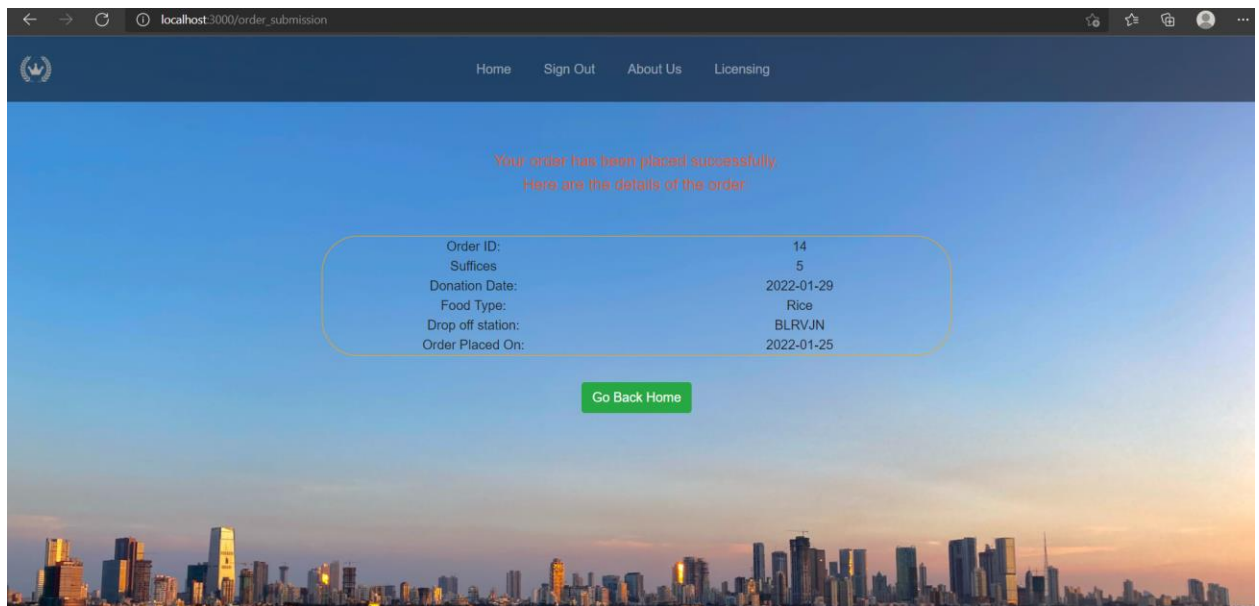 localhost:3000/order_submission
Home Sign Out About Us Licensing
Your order has been placed successfully.
Here are the details of the order:
Order ID: 14
Suffices 5
Donation Date: 2022-01-29
Food Type: Rice
Drop off station: BLRVJN
Order Placed On: 2022-01-25
Go Back Home